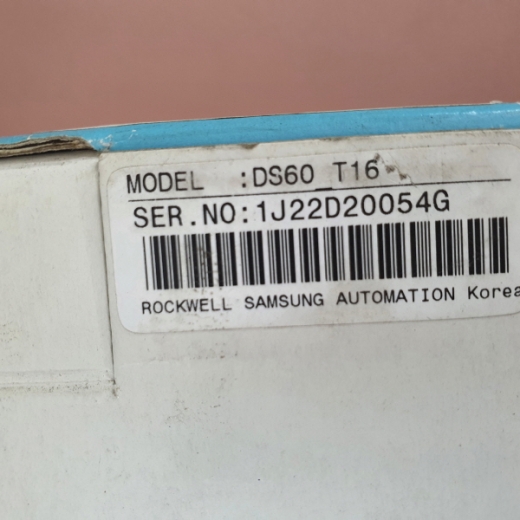 MODEL :DS60_T16
SER.NO:1J22D20054G
ROCKWELL SAMSUNG AUTOMATION Korea